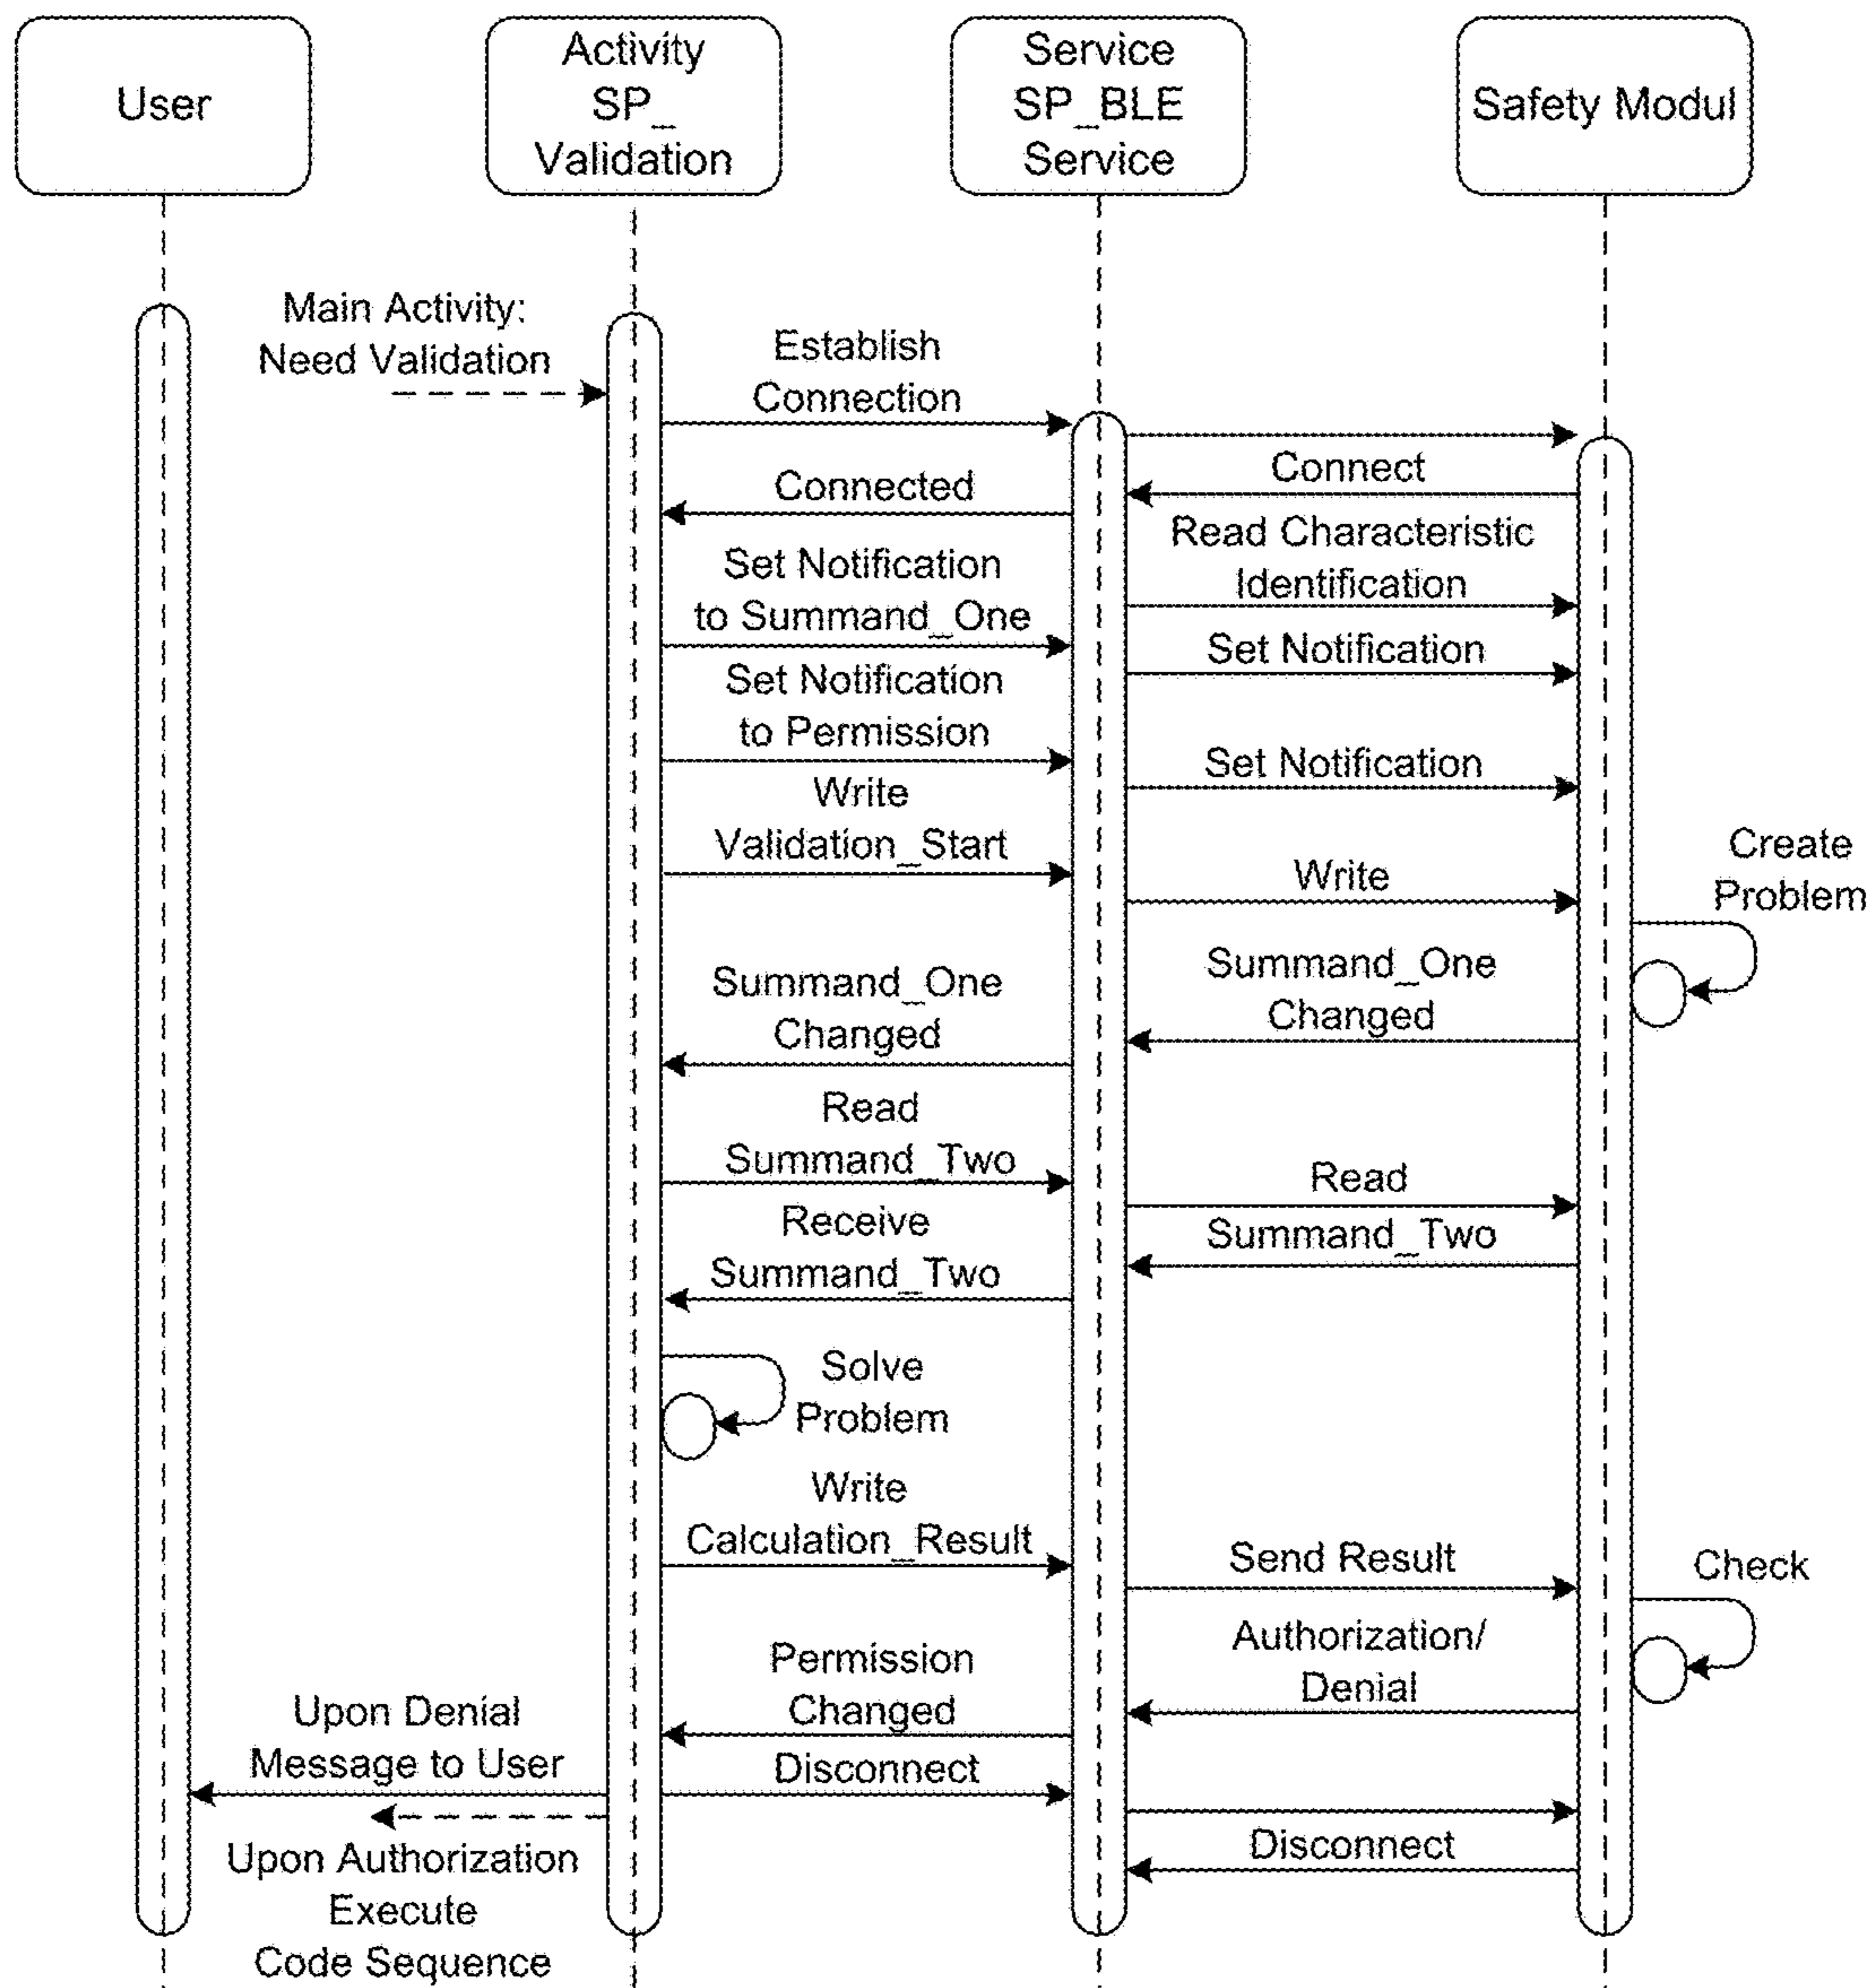 User
Activity
SP_
Validation
Service
SP_BLE
Service
Safety Modul
Main Activity:
Need Validation
Establish
Connection
Connect
Connected
Read Characteristic
Identification
Set Notification
to Summand_One
Set Notification
Set Notification
to Permission
Set Notification
Write
Validation_Start
Write
Create
Problem
Summand_One
Changed
Summand_One
Changed
Read
Summand_Two
Read
Summand_Two
Receive
Summand_Two
Solve
Problem
Write
Calculation_Result
Send Result
Check
Authorization/
Denial
Permission
Changed
Upon Denial
Message to User
Disconnect
Disconnect
Upon Authorization
Execute
Code Sequence